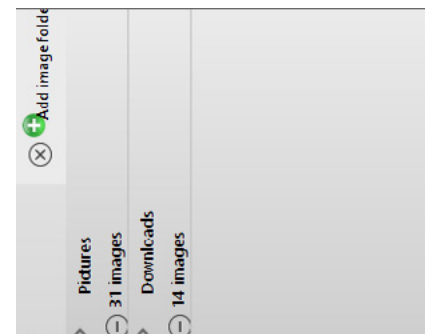 Add image folde
Pictures
31 images
Downloads
14 images